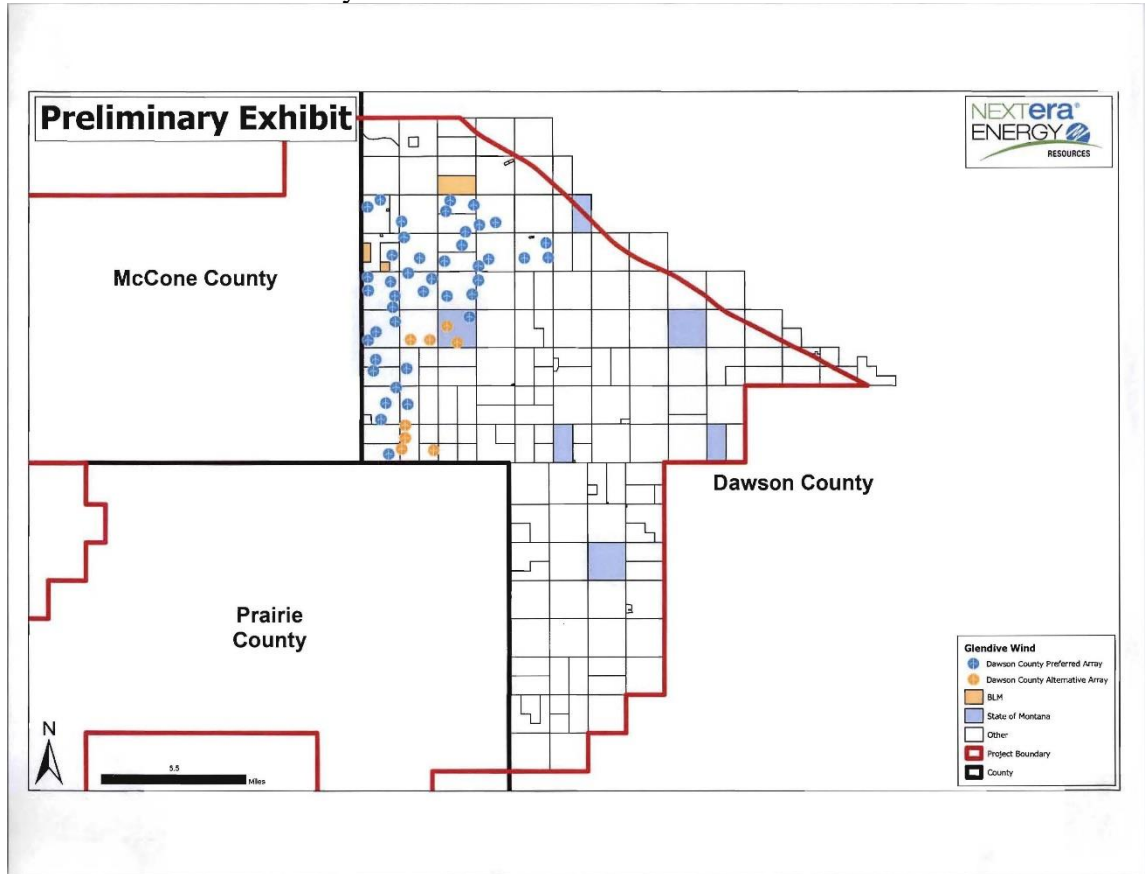 Preliminary Exhibit
NEXTera®
ENERGY
RESOURCES
McCone County
Dawson County
Prairie
County
N
5.5
Miles
Glendive Wind
Dawson County Preferred Array
Dawson County Alternative Array
BLM
State of Montana
Other
Project Boundary
County